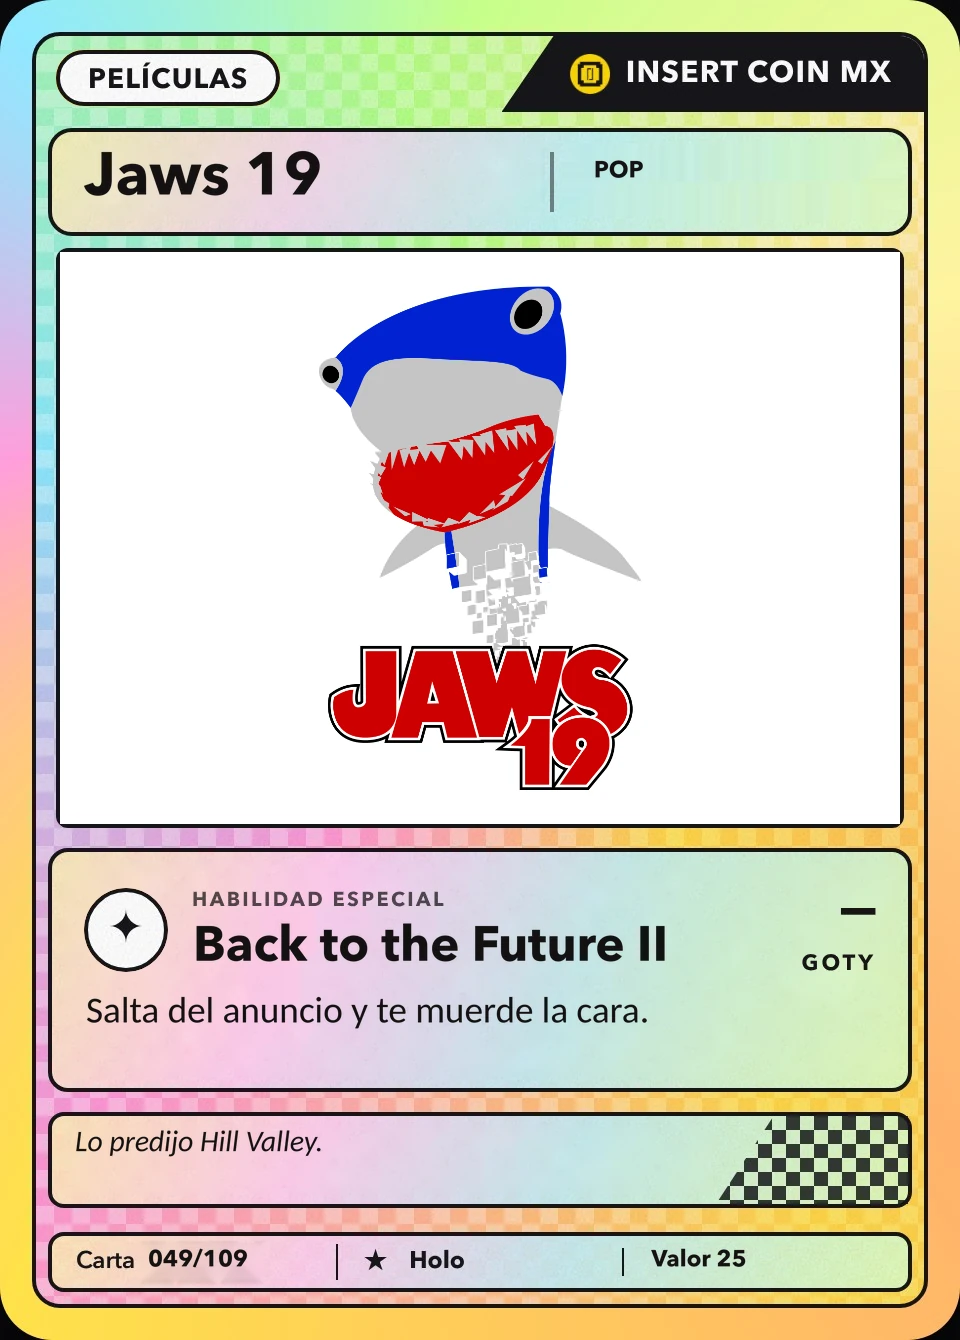 PELÍCULAS
INSERT COIN MX
Jaws 19
POP
JAWS
19
HABILIDAD ESPECIAL
Back to the Future II
GOTY
Salta del anuncio y te muerde la cara.
Lo predijo Hill Valley.
Carta 049/109
★ Holo
Valor 25